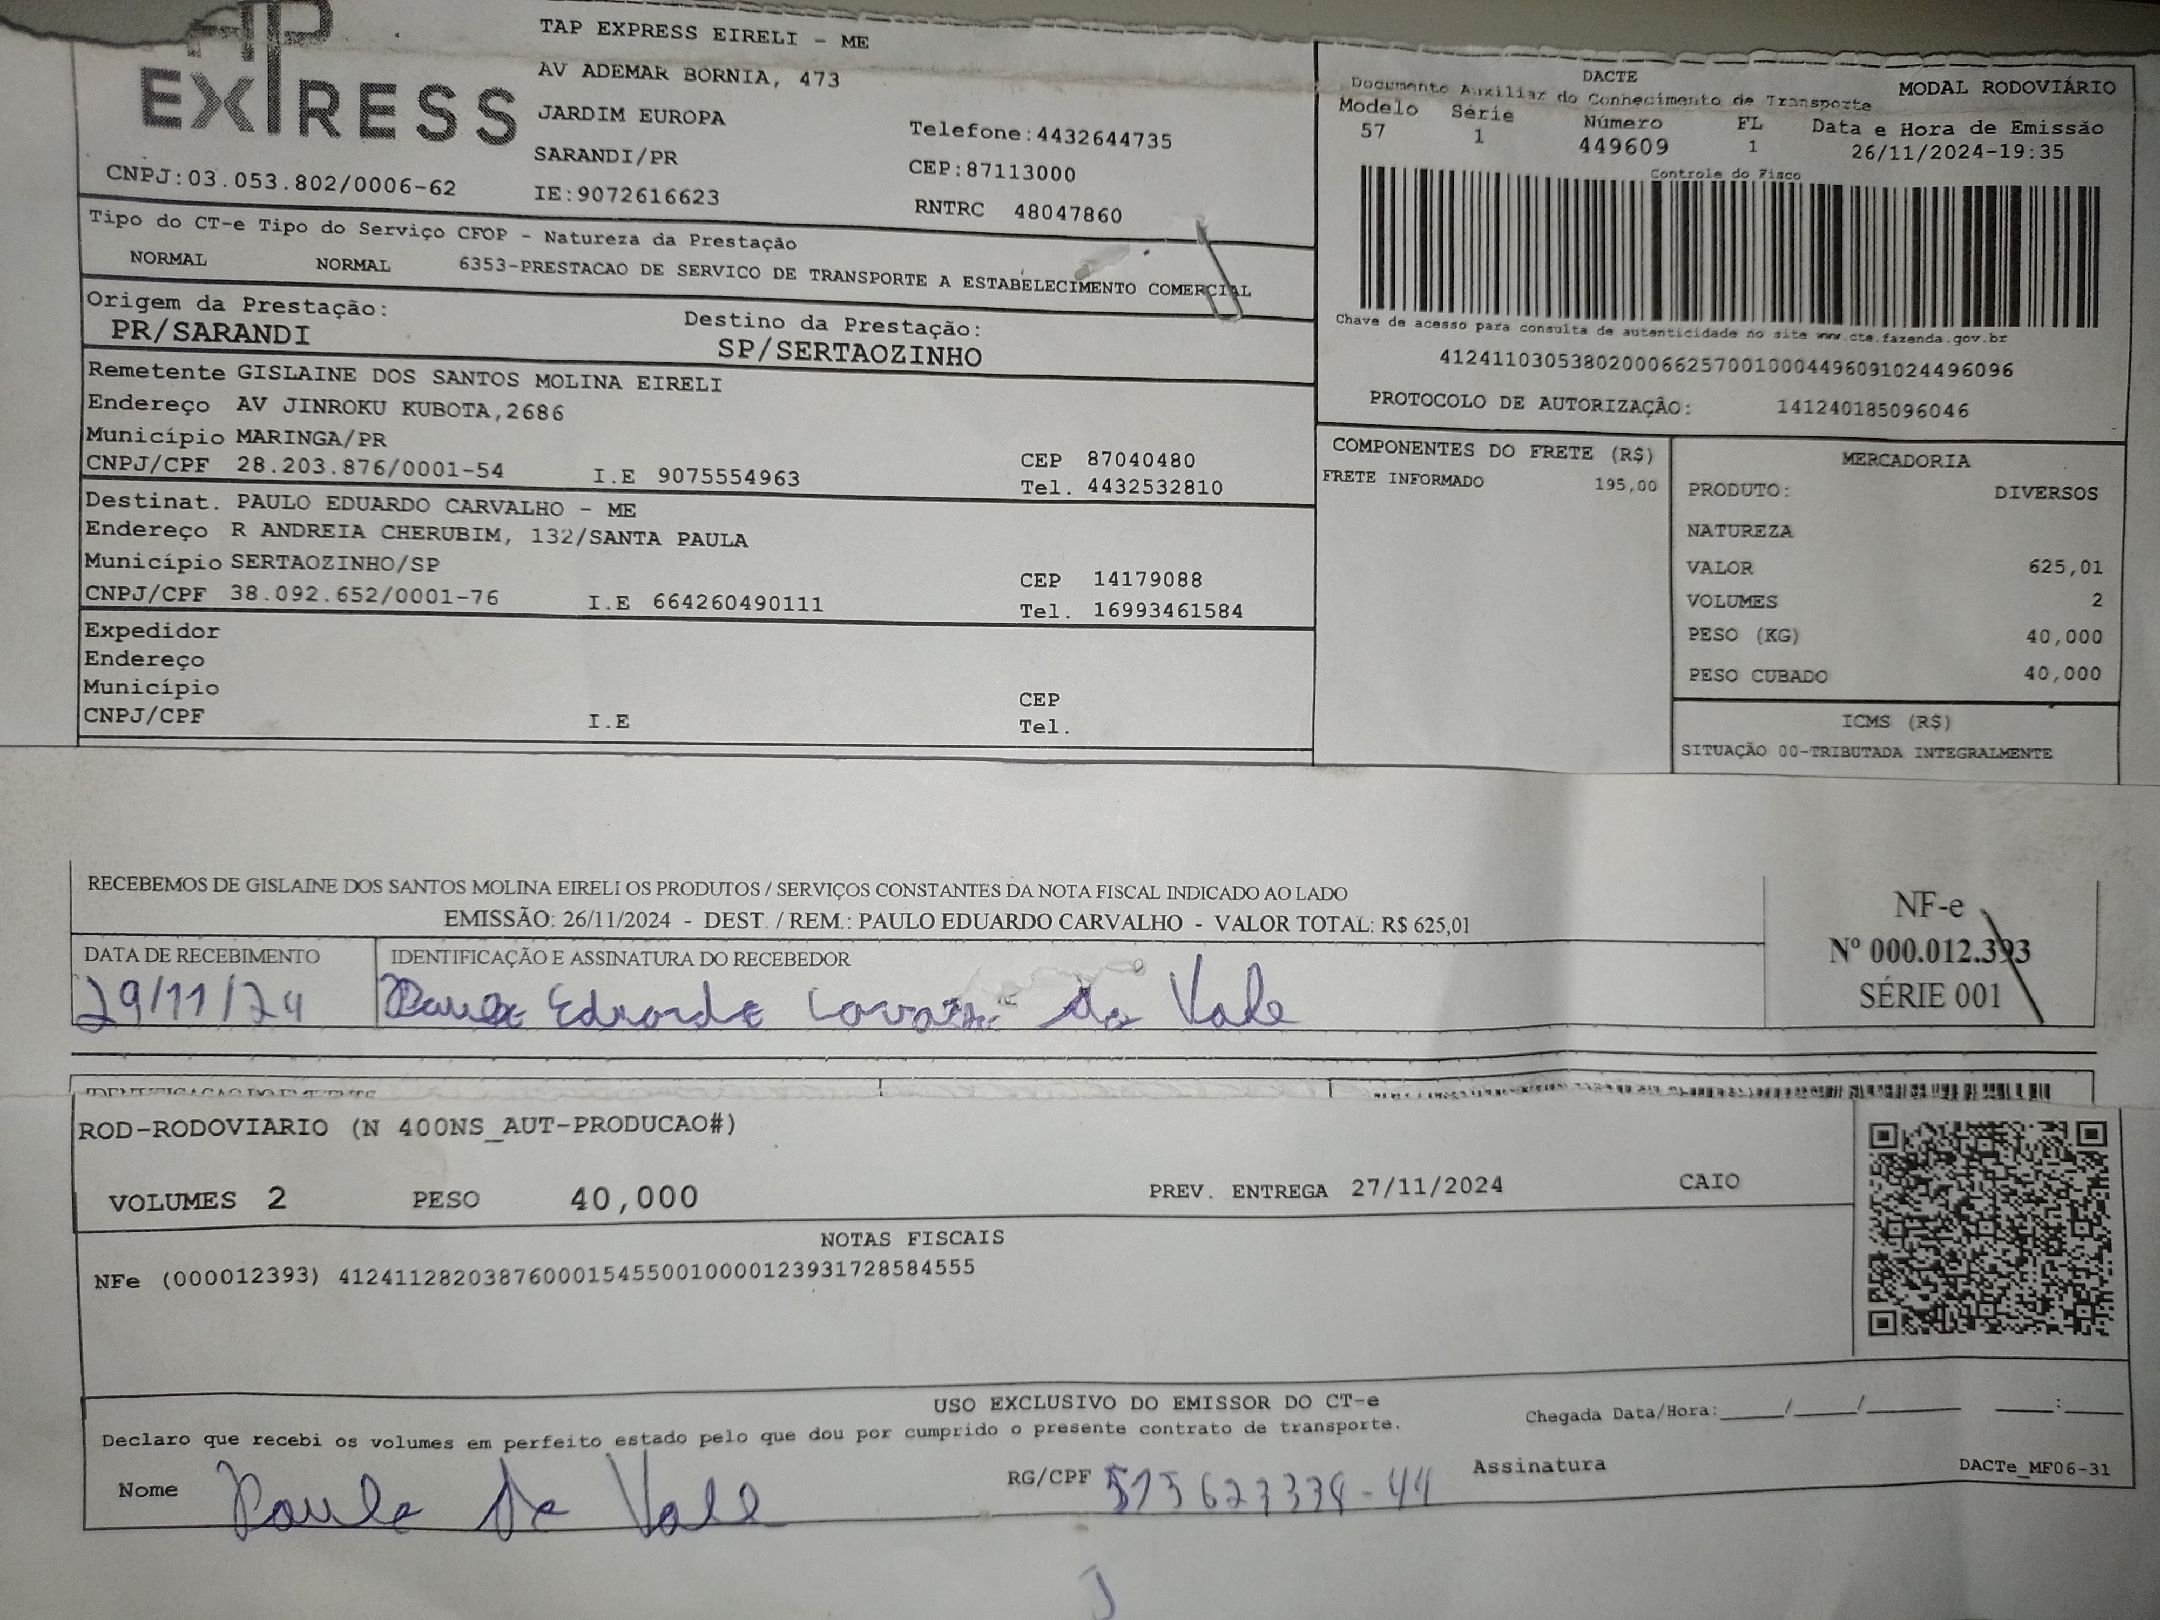 EXPRESS
CNPJ:03.053.802/0006-62
TAP EXPRESS EIRELI - ME
AV ADEMAR BORNIA, 473
JARDIM EUROPA
SARANDI/PR
IE:9072616623
Telefone:4432644735
CEP:87113000
RNTRC 48047860
DACTE
Documento Auxiliar do Conhecimento de Transporte
MODAL RODOVIÁRIO
Modelo Série Número FL Data e Hora de Emissão
57 1 449609 1 26/11/2024-19:35
Controle do Fisco
Chave de acesso para consulta de autenticidade no site www.cte.fazenda.gov.br
41241103053802000662570010004496091024496096
PROTOCOLO DE AUTORIZAÇÃO: 141240185096046
Tipo do CT-e Tipo do Serviço CFOP - Natureza da Prestação
NORMAL NORMAL 6353-PRESTACAO DE SERVICO DE TRANSPORTE A ESTABELECIMENTO COMERCIAL
Origem da Prestação: Destino da Prestação:
PR/SARANDI SP/SERTAOZINHO
Remetente GISLAINE DOS SANTOS MOLINA EIRELI
Endereço AV JINROKU KUBOTA,2686
Município MARINGA/PR CEP 87040480
CNPJ/CPF 28.203.876/0001-54 I.E 9075554963 Tel. 4432532810
Destinat. PAULO EDUARDO CARVALHO - ME
Endereço R ANDREIA CHERUBIM, 132/SANTA PAULA
Município SERTAOZINHO/SP CEP 14179088
CNPJ/CPF 38.092.652/0001-76 I.E 664260490111 Tel. 16993461584
Expedidor
Endereço
Município CEP
CNPJ/CPF I.E Tel.
COMPONENTES DO FRETE (R$)
FRETE INFORMADO 195,00
MERCADORIA
PRODUTO: DIVERSOS
NATUREZA
VALOR 625,01
VOLUMES 2
PESO (KG) 40,000
PESO CUBADO 40,000
ICMS (R$)
SITUAÇÃO 00-TRIBUTADA INTEGRALMENTE
RECEBEMOS DE GISLAINE DOS SANTOS MOLINA EIRELI OS PRODUTOS / SERVIÇOS CONSTANTES DA NOTA FISCAL INDICADO AO LADO
EMISSÃO: 26/11/2024 - DEST. / REM.: PAULO EDUARDO CARVALHO - VALOR TOTAL: R$ 625,01
DATA DE RECEBIMENTO IDENTIFICAÇÃO E ASSINATURA DO RECEBEDOR
29/11/24 Eduardo do Vale
NF-e
Nº 000.012.393
SÉRIE 001
ROD-RODOVIARIO (N 400NS_AUT-PRODUCAO#)
VOLUMES 2 PESO 40,000 PREV. ENTREGA 27/11/2024 CAIO
NOTAS FISCAIS
NFe (000012393) 41241128203876000154550010000123931728584555
USO EXCLUSIVO DO EMISSOR DO CT-e
Declaro que recebi os volumes em perfeito estado pelo que dou por cumprido o presente contrato de transporte.
Chegada Data/Hora:_____/_____/_______ ____:____
Nome Paulo Do Vale RG/CPF Assinatura
DACTe_MF06-31